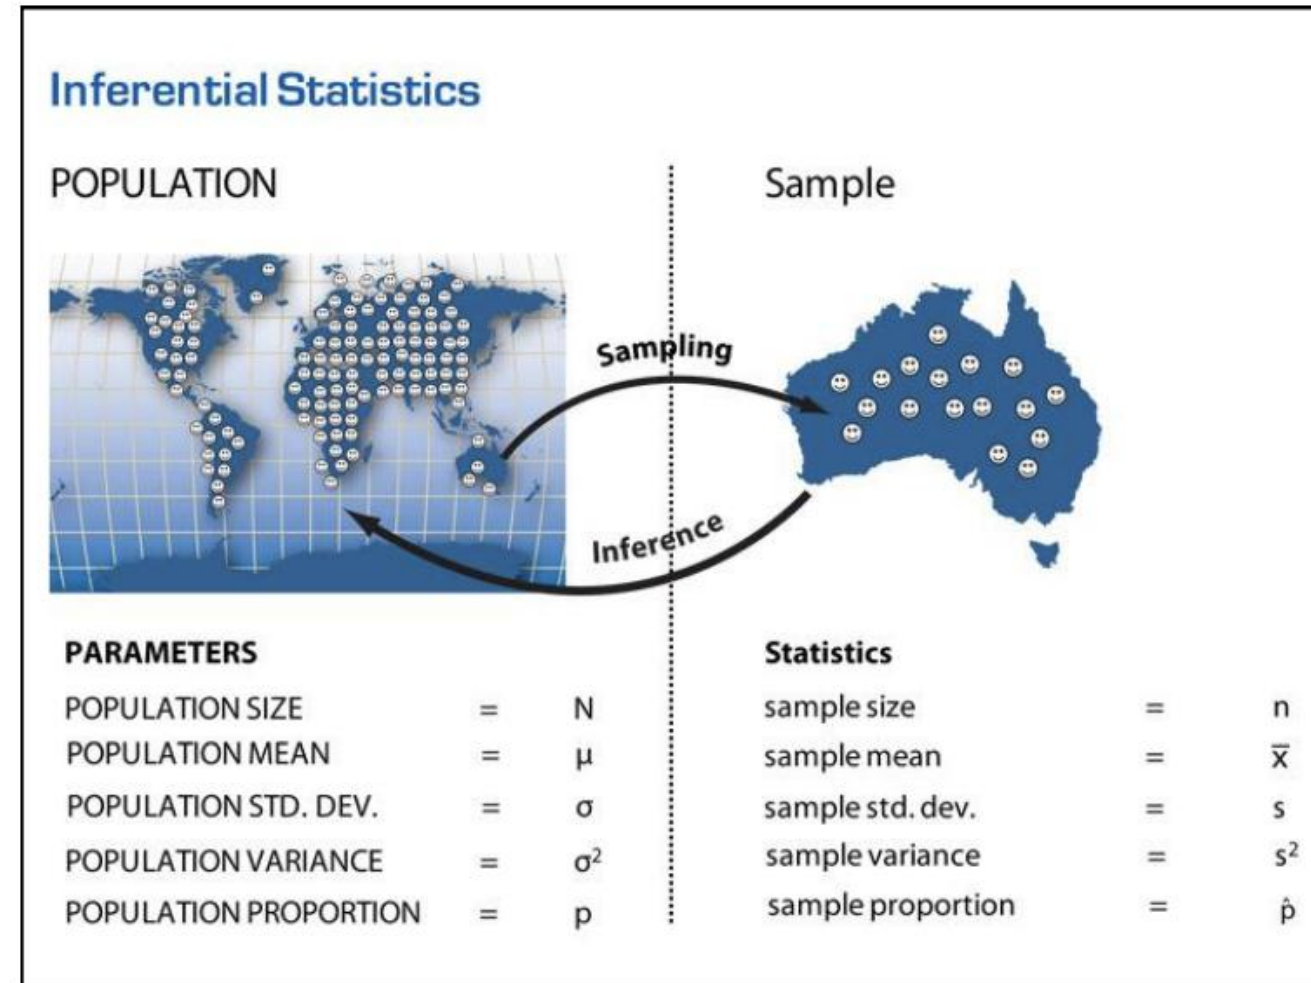 Inferential Statistics
POPULATION
Sample
Sampling
Inference
PARAMETERS
POPULATION SIZE = N
POPULATION MEAN = μ
POPULATION STD. DEV. = σ
POPULATION VARIANCE = σ²
POPULATION PROPORTION = p
Statistics
sample size = n
sample mean = x̅
sample std. dev. = s
sample variance = s²
sample proportion = p̂